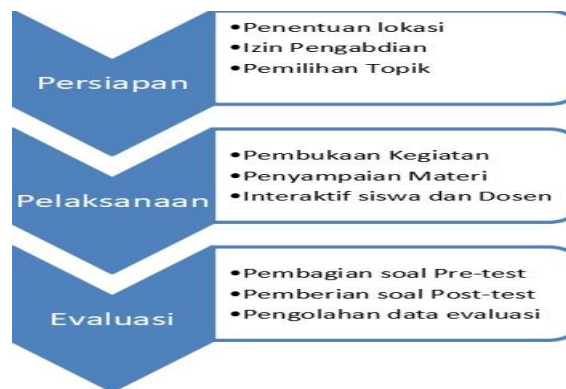 Persiapan
•Penentuan lokasi
•Izin Pengabdian
•Pemilihan Topik
Pelaksanaan
•Pembukaan Kegiatan
•Penyampaian Materi
•Interaktif siswa dan Dosen
Evaluasi
•Pembagian soal Pre-test
•Pemberian soal Post-test
•Pengolahan data evaluasi